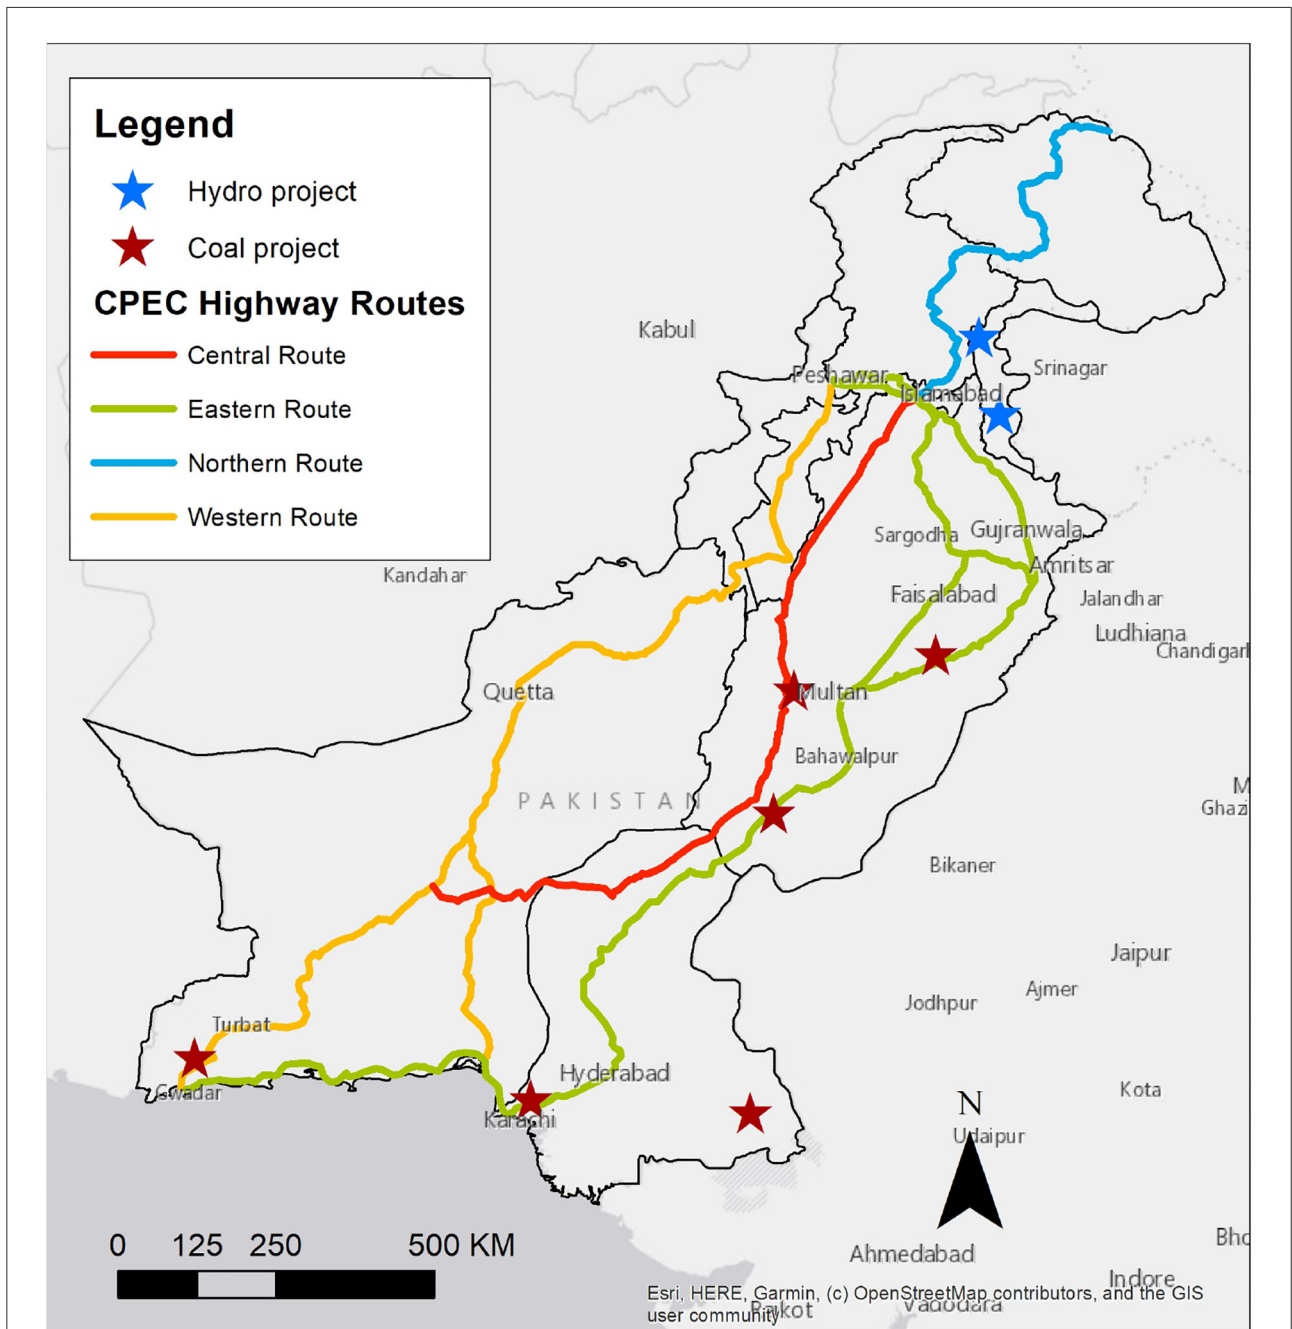 Legend
Hydro project
Coal project
CPEC Highway Routes
Central Route
Eastern Route
Northern Route
Western Route
Kabul
Srinagar
Peshawar
Islamabad
Sargodha
Gujranwala
Kandahar
Amritsar
Faisalabad
Jalandhar
Ludhiana
Chandigarh
Quetta
Multan
Bahawalpur
PAKISTAN
M
Ghazi
Bikaner
Jaipur
Ajmer
Jodhpur
Turbat
Hyderabad
Gwadar
Kota
Karachi
N
Udaipur
0 125 250 500 KM
Bho
Ahmedabad
Indore
Esri, HERE, Garmin, (c) OpenStreetMap contributors, and the GIS
user community
Rajkot
Vadodara